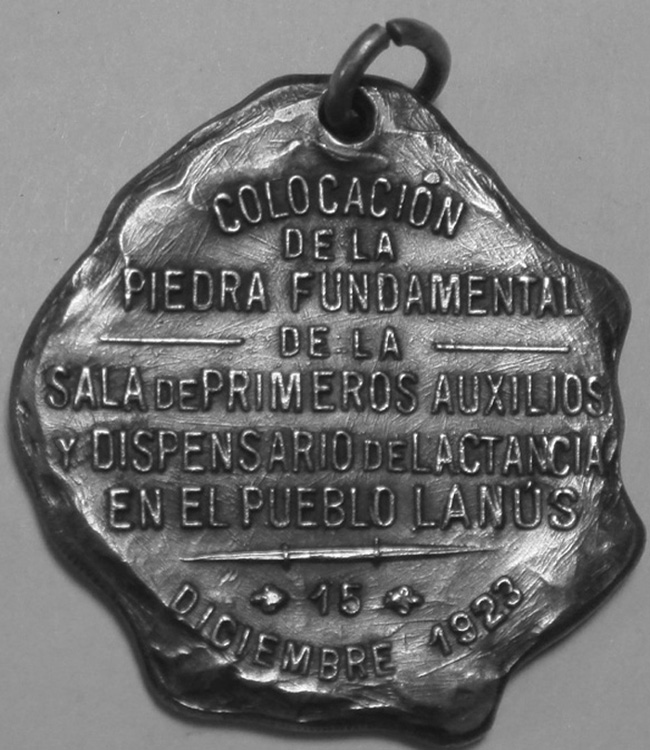 COLOCACIÓN
DE LA
PIEDRA FUNDAMENTAL
DE LA
SALA DE PRIMEROS AUXILIOS
Y DISPENSARIO DE LACTANCIA
EN EL PUEBLO LANÚS
15
DICIEMBRE 1923